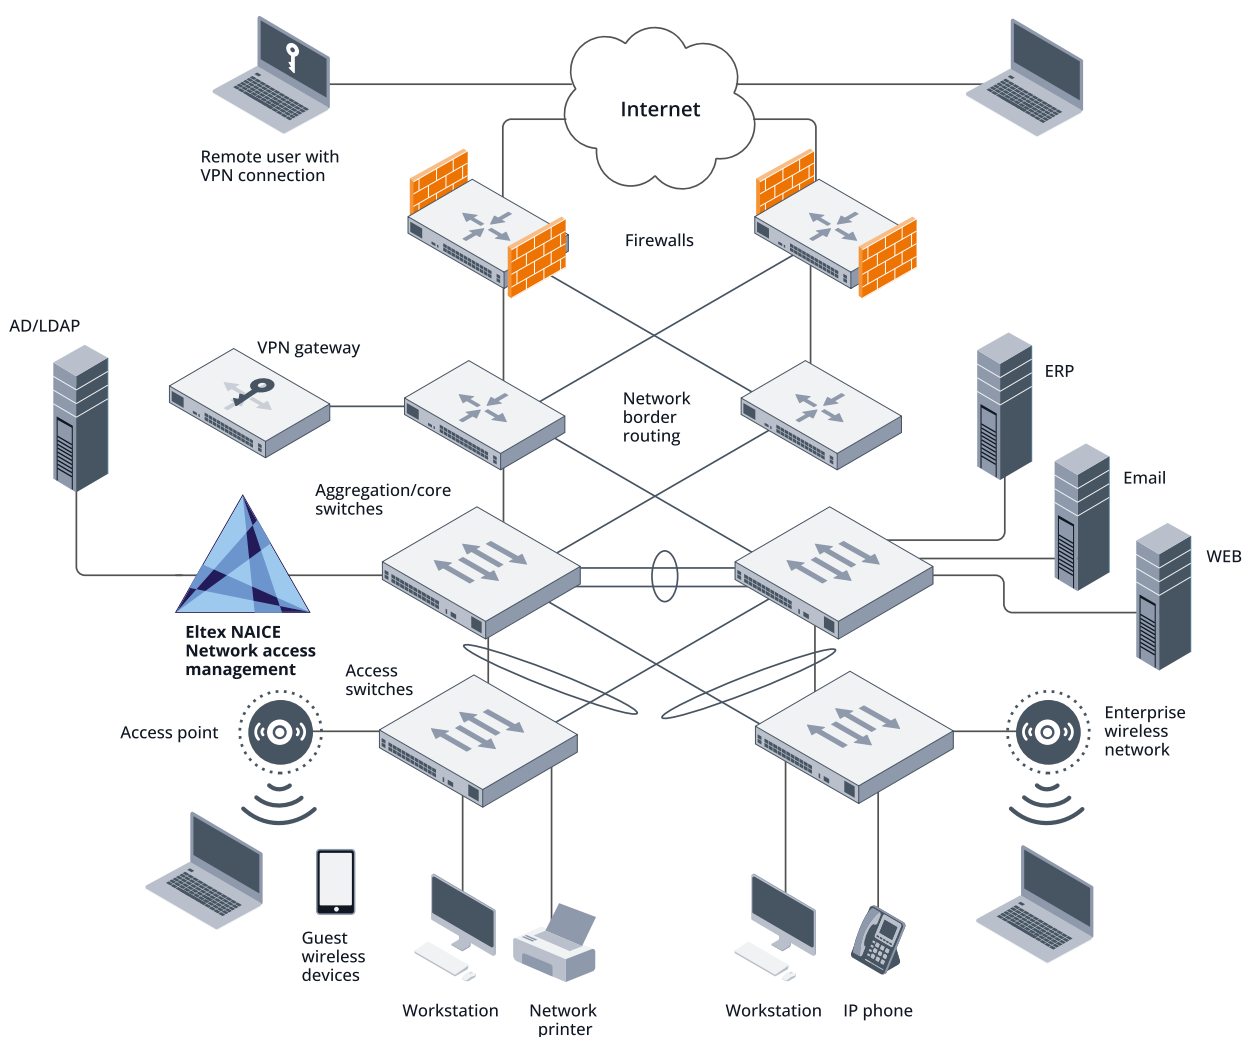 Internet
Remote user with
VPN connection
Firewalls
AD/LDAP
VPN gateway
ERP
Network
border
routing
Email
Aggregation/core
switches
WEB
Eltex NAICE
Network access
management
Access
switches
Access point
Enterprise
wireless
network
Guest
wireless
devices
Workstation
Network
printer
Workstation
IP phone